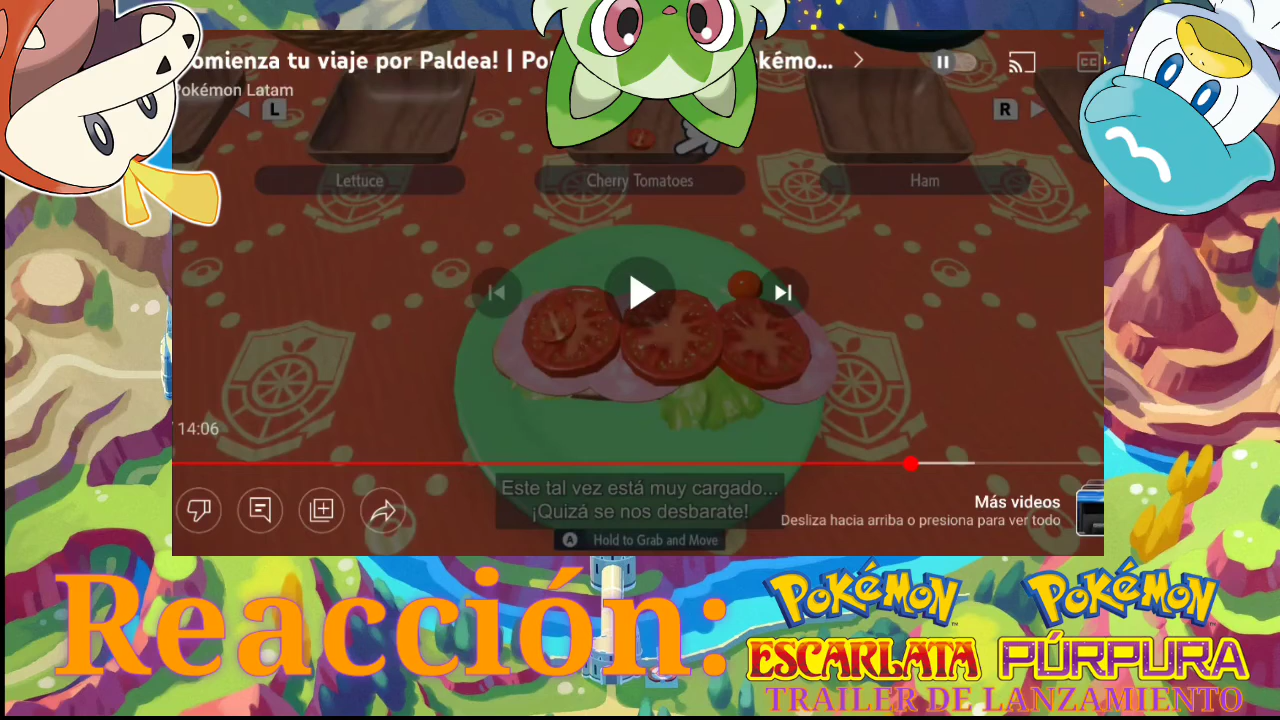 omienza tu viaje por Paldea! | Po
kémo...
CC
Pokémon Latam
L
R
Lettuce
Cherry Tomatoes
Ham
14:06
Este tal vez está muy cargado...
¡Quizá se nos desbarate!
Más videos
Desliza hacia arriba o presiona para ver todo
A Hold to Grab and Move
Reacción:
POKÉMON POKÉMON
ESCARLATA PÚRPURA
TRAILER DE LANZAMIENTO